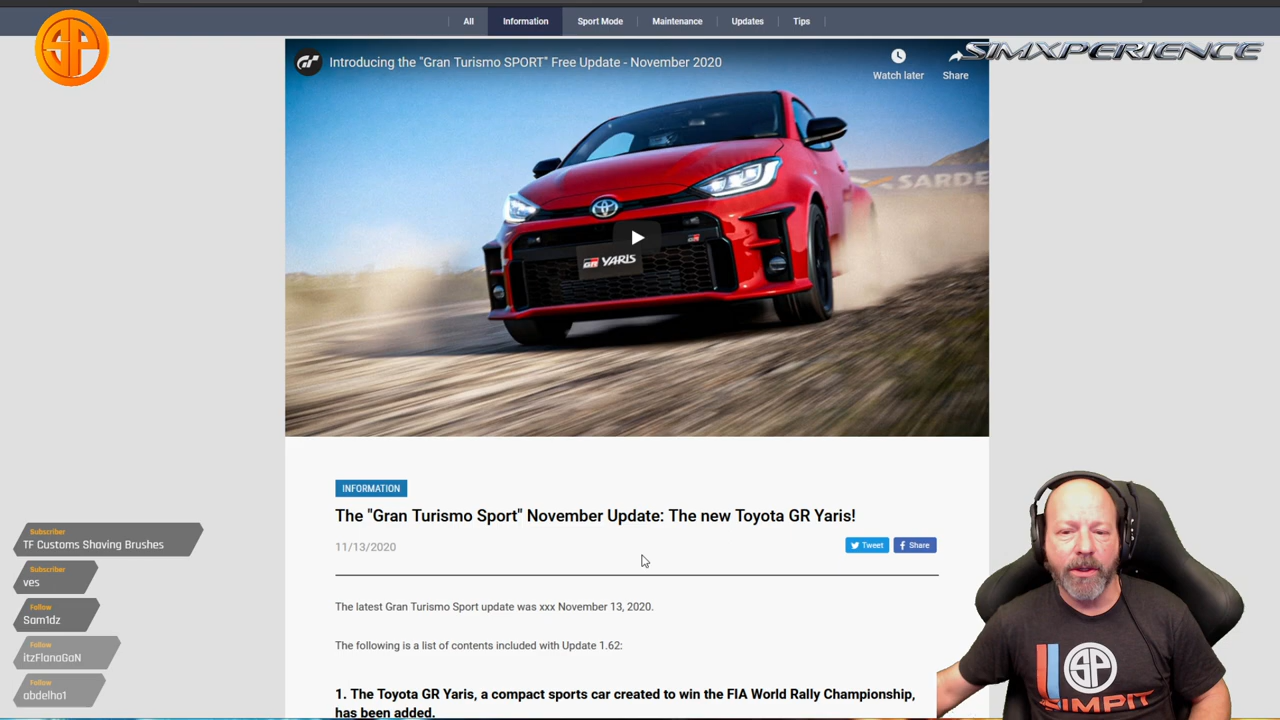 All
Information
Sport Mode
Maintenance
Updates
Tips
SP
SIMXPERIENCE
Introducing the "Gran Turismo SPORT" Free Update - November 2020
Watch later
Share
SARDE
GR YARIS
INFORMATION
The "Gran Turismo Sport" November Update: The new Toyota GR Yaris!
11/13/2020
Tweet
Share
The latest Gran Turismo Sport update was xxx November 13, 2020.
The following is a list of contents included with Update 1.62:
1. The Toyota GR Yaris, a compact sports car created to win the FIA World Rally Championship,
has been added.
Subscriber
TF Customs Shaving Brushes
Subscriber
ves
Follow
Sam1dz
Follow
itzFlanaGaN
Follow
abdelho1
SP
SIMPIT